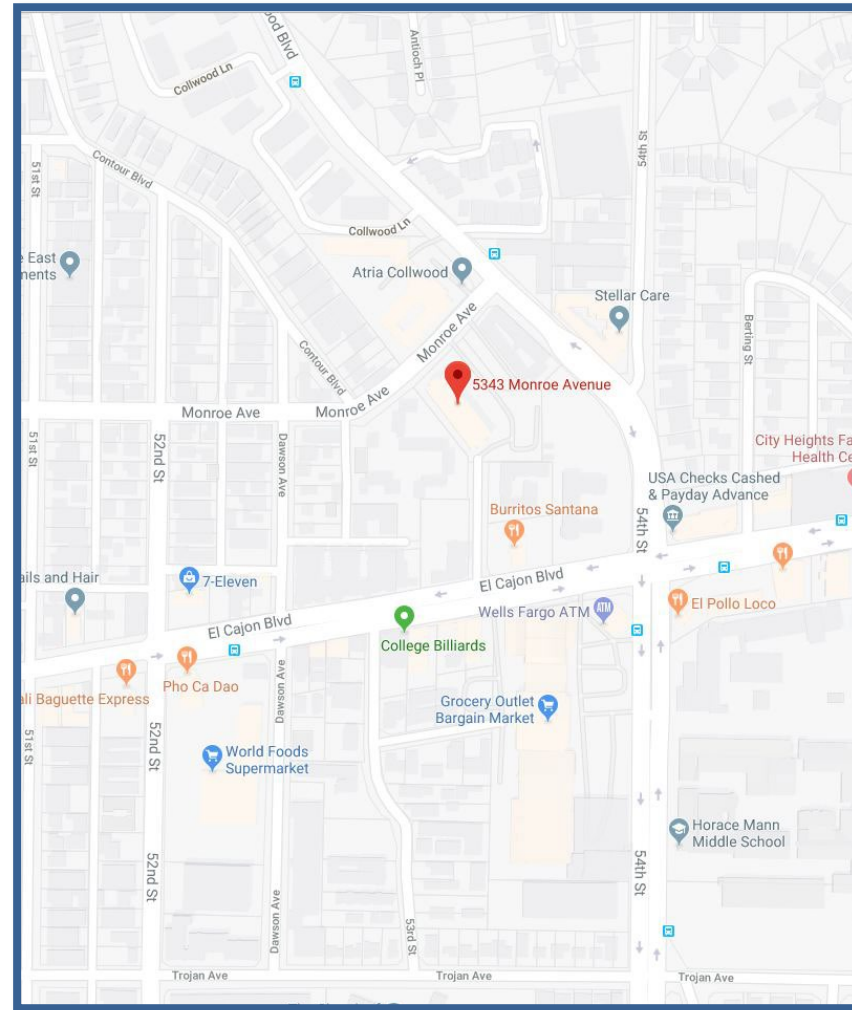 ood Blvd
Antioch Pl
Collwood Ln
54th St
Contour Blvd
51st St
Collwood Ln
e East
nents
Atria Collwood
Stellar Care
Monroe Ave
Berting St
Contour Blvd
5343 Monroe Avenue
Monroe Ave
Monroe Ave
51st St
52nd St
Dawson Ave
City Heights Fa
Health Ce
USA Checks Cashed
& Payday Advance
Burritos Santana
54th St
7-Eleven
ails and Hair
El Cajon Blvd
El Cajon Blvd
Wells Fargo ATM
ATM
El Pollo Loco
College Billiards
Pho Ca Dao
ali Baguette Express
Dawson Ave
Grocery Outlet
Bargain Market
51st St
52nd St
World Foods
Supermarket
Horace Mann
Middle School
52nd St
54th St
Dawson Ave
53rd St
Trojan Ave
Trojan Ave
Trojan Ave